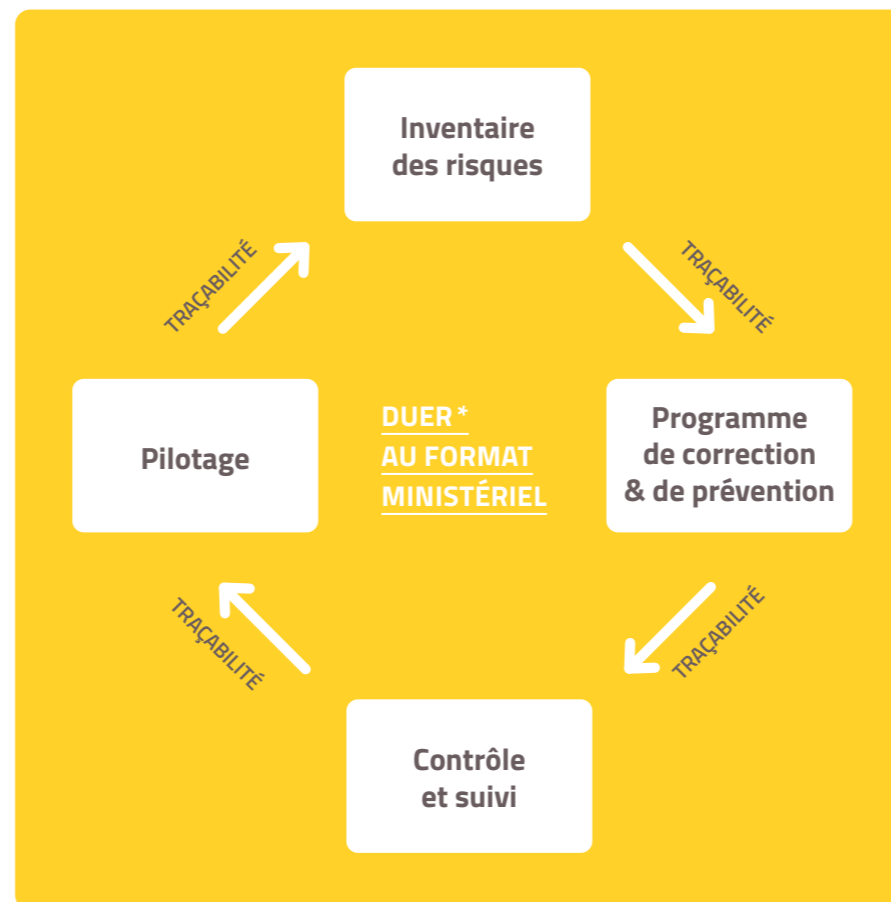 Inventaire
des risques
TRAÇABILITÉ
TRAÇABILITÉ
Pilotage
DUER *
AU FORMAT
MINISTÉRIEL
Programme
de correction
& de prévention
TRAÇABILITÉ
TRAÇABILITÉ
Contrôle
et suivi